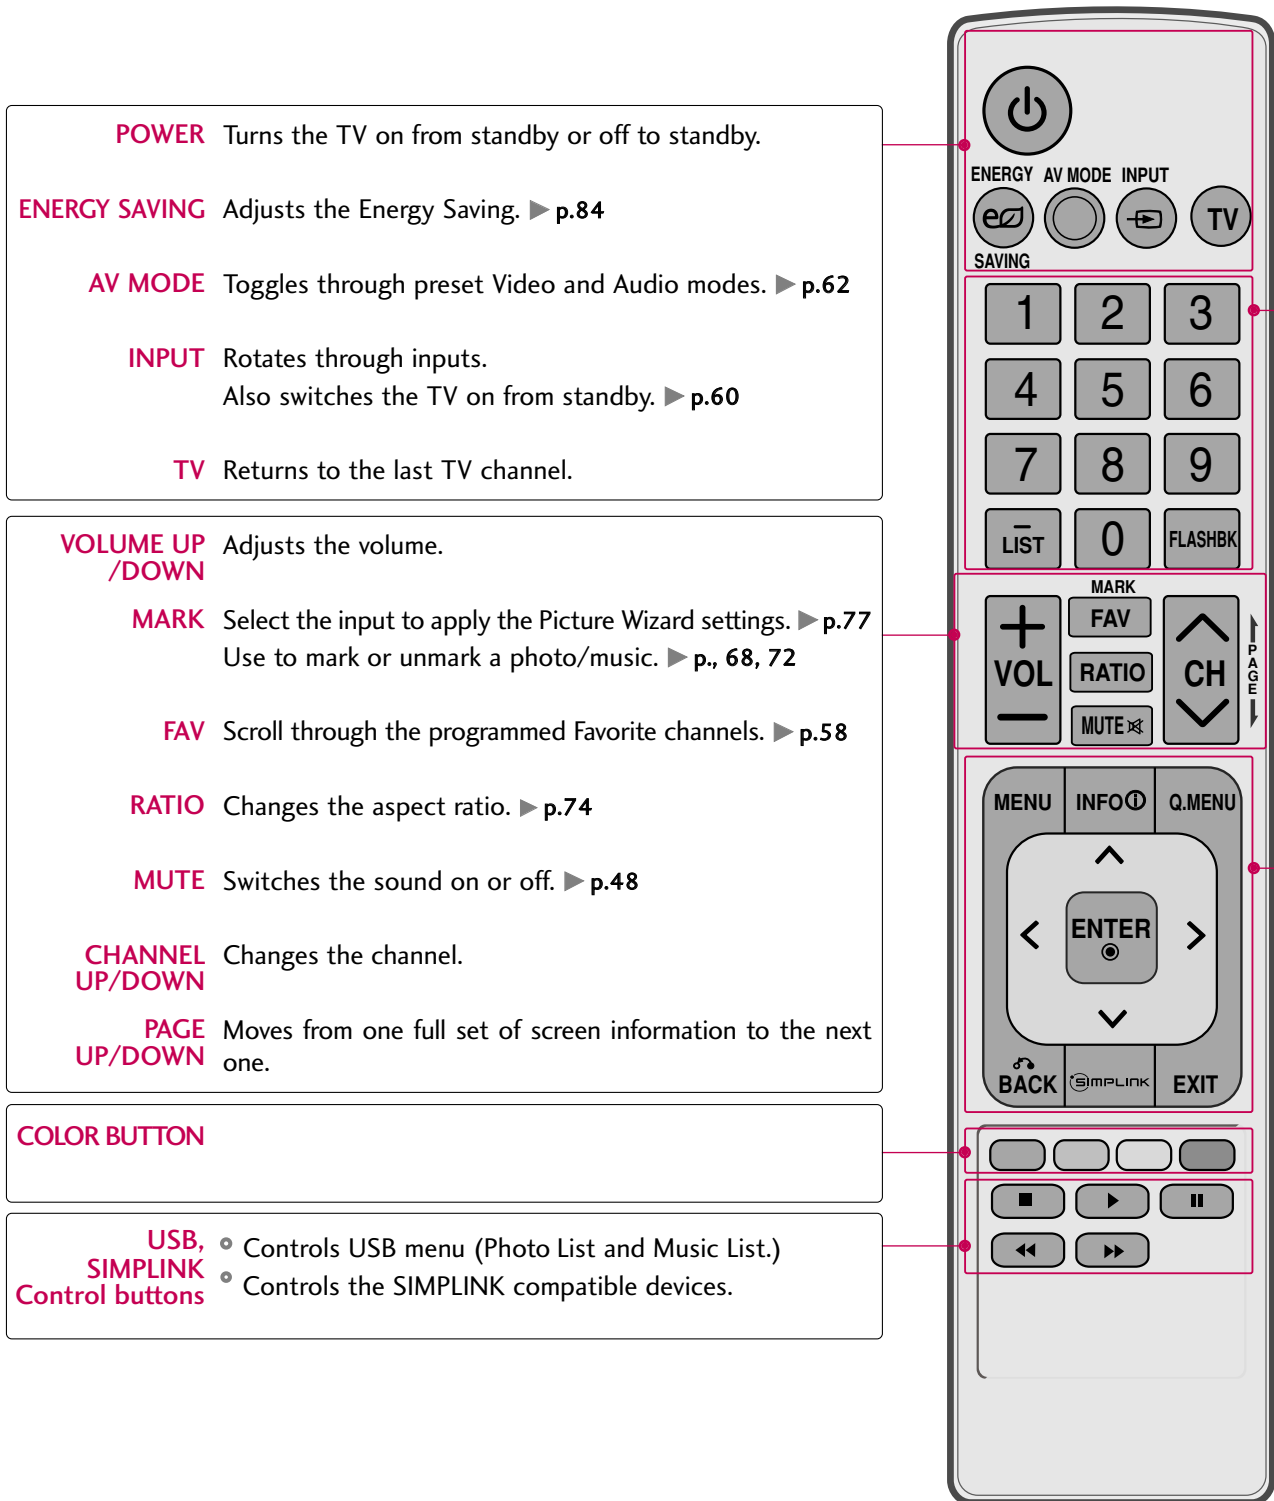 POWER Turns the TV on from standby or off to standby.
ENERGY SAVING Adjusts the Energy Saving. ▶ p.84
AV MODE Toggles through preset Video and Audio modes. ▶ p.62
INPUT Rotates through inputs.
Also switches the TV on from standby. ▶ p.60
TV Returns to the last TV channel.
VOLUME UP Adjusts the volume.
/DOWN
MARK Select the input to apply the Picture Wizard settings. ▶ p.77
Use to mark or unmark a photo/music. ▶ p., 68, 72
FAV Scroll through the programmed Favorite channels. ▶ p.58
RATIO Changes the aspect ratio. ▶ p.74
MUTE Switches the sound on or off. ▶ p.48
CHANNEL Changes the channel.
UP/DOWN
PAGE Moves from one full set of screen information to the next
UP/DOWN one.
COLOR BUTTON
USB, ° Controls USB menu (Photo List and Music List.)
SIMPLINK ° Controls the SIMPLINK compatible devices.
Control buttons
ENERGY AV MODE INPUT
e TV
SAVING
1 2 3
4 5 6
7 8 9
LIST 0 FLASHBK
MARK
FAV
VOL RATIO CH
PAGE
MUTE
MENU INFO Q.MENU
ENTER
BACK SIMPLINK EXIT